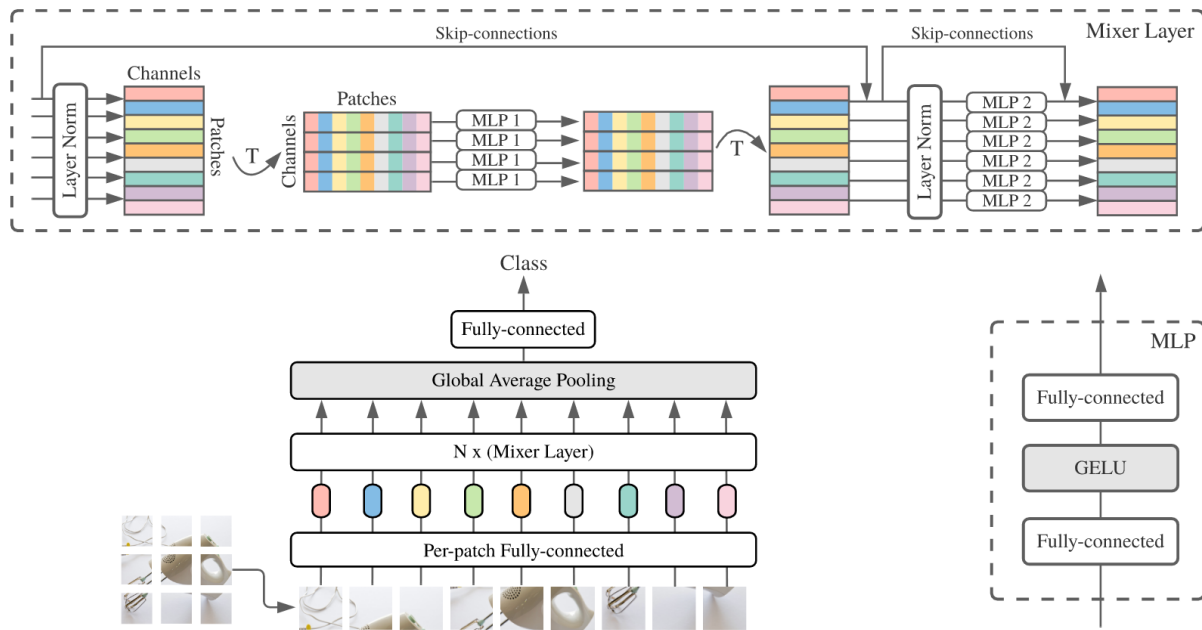 Skip-connections
Skip-connections
Mixer Layer
Channels
Layer Norm
Patches
T
Patches
Channels
MLP 1
MLP 1
MLP 1
MLP 1
T
Layer Norm
MLP 2
MLP 2
MLP 2
MLP 2
MLP 2
MLP 2
Class
Fully-connected
Global Average Pooling
N x (Mixer Layer)
Per-patch Fully-connected
MLP
Fully-connected
GELU
Fully-connected